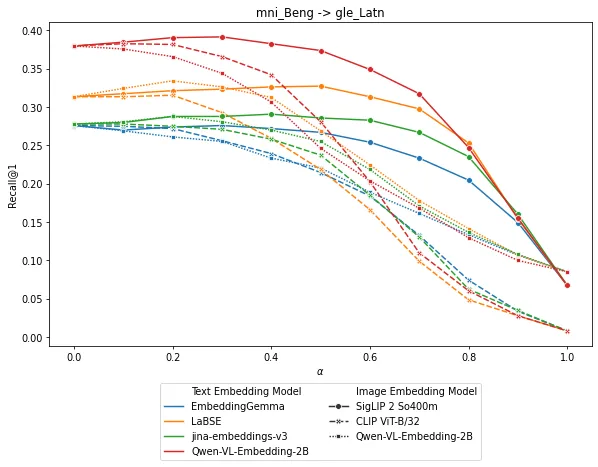 mni_Beng -> gle_Latn
Recall@1
0.40
0.35
0.30
0.25
0.20
0.15
0.10
0.05
0.00
0.0 0.2 0.4 0.6 0.8 1.0
α
Text Embedding Model
EmbeddingGemma
LaBSE
jina-embeddings-v3
Qwen-VL-Embedding-2B
Image Embedding Model
SigLIP 2 So400m
CLIP ViT-B/32
Qwen-VL-Embedding-2B